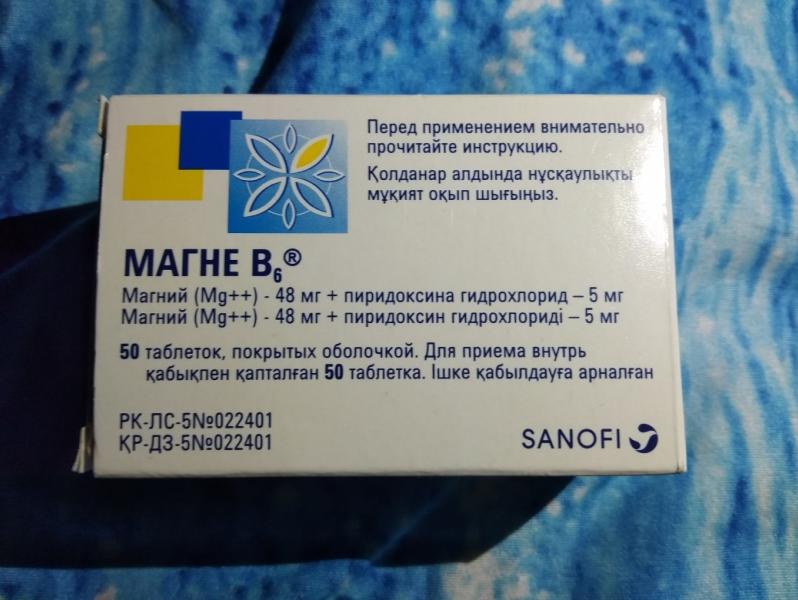 Перед применением внимательно
прочитайте инструкцию.
Қолданар алдында нұсқаулықты
мұқият оқып шығыңыз.
МАГНЕ B₆®
Магний (Mg++) - 48 мг + пиридоксина гидрохлорид – 5 мг
Магний (Mg++) - 48 мг + пиридоксин гидрохлориді – 5 мг
50 таблеток, покрытых оболочкой. Для приема внутрь
қабықпен қапталған 50 таблетка. Ішке қабылдауға арналған
РК-ЛС-5№022401
ҚР-ДЗ-5№022401
SANOFI